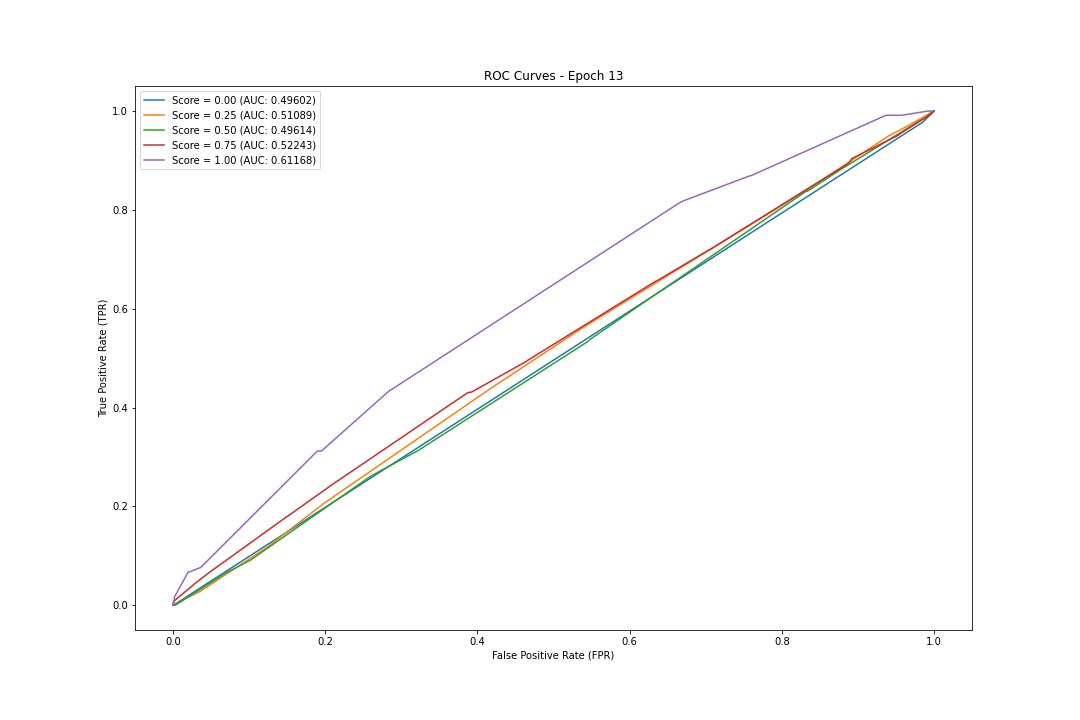 ROC Curves - Epoch 13
Score = 0.00 (AUC: 0.49602)
Score = 0.25 (AUC: 0.51089)
Score = 0.50 (AUC: 0.49614)
Score = 0.75 (AUC: 0.52243)
Score = 1.00 (AUC: 0.61168)
1.0
0.8
0.6
0.4
0.2
0.0
True Positive Rate (TPR)
0.0 0.2 0.4 0.6 0.8 1.0
False Positive Rate (FPR)